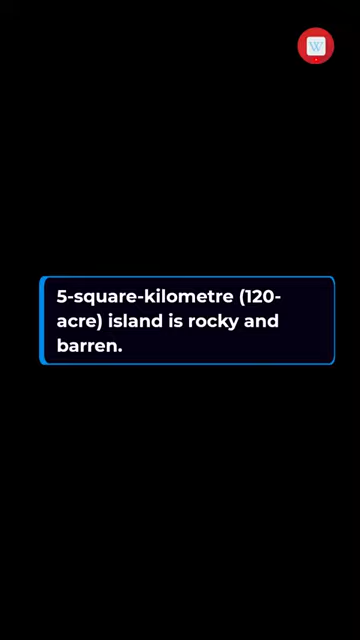 W
5-square-kilometre (120-
acre) island is rocky and
barren.